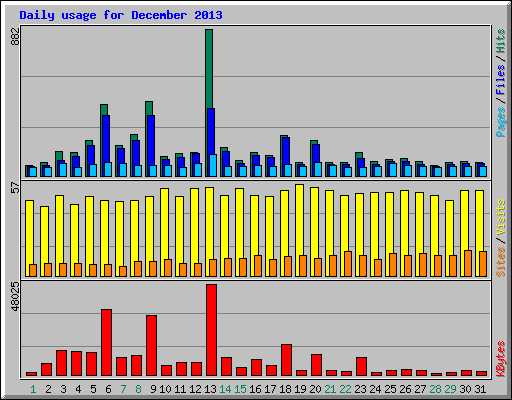 Daily usage for December 2013
882
Pages / Files / Hits
57
Sites / Visits
48025
KBytes
1 2 3 4 5 6 7 8 9 10 11 12 13 14 15 16 17 18 19 20 21 22 23 24 25 26 27 28 29 30 31